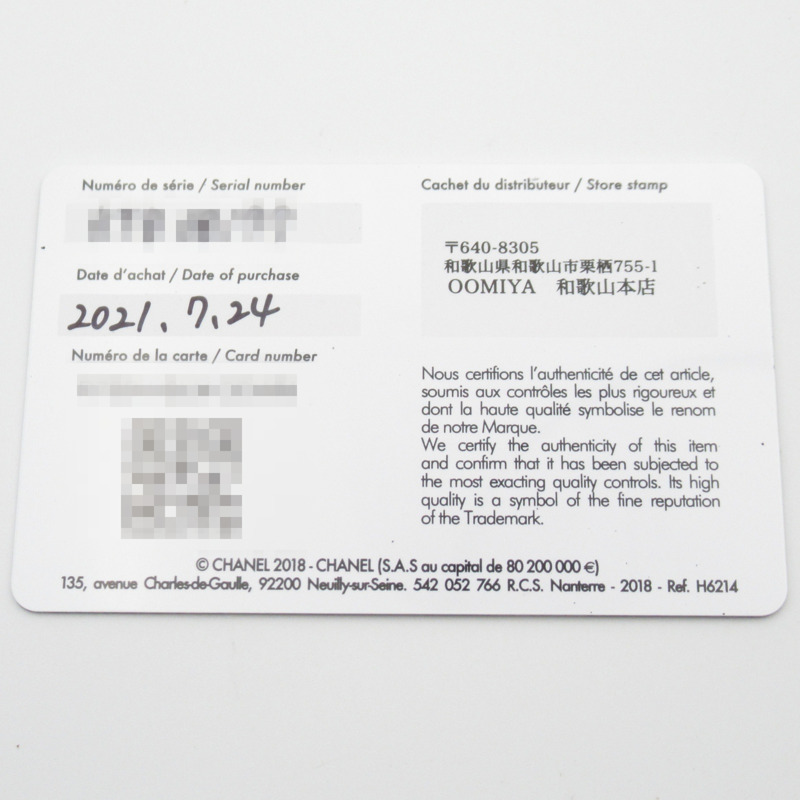 Numéro de série / Serial number
Date d'achat / Date of purchase
2021. 7. 24
Numéro de la carte / Card number
Cachet du distributeur / Store stamp
〒640-8305
和歌山県和歌山市栗栖755-1
OOMIYA 和歌山本店
Nous certifions l'authenticité de cet article,
soumis aux contrôles les plus rigoureux et
dont la haute qualité symbolise le renom
de notre Marque.
We certify the authenticity of this item
and confirm that it has been subjected to
the most exacting quality controls. Its high
quality is a symbol of the fine reputation
of the Trademark.
© CHANEL 2018 - CHANEL (S.A.S au capital de 80 200 000 €)
135, avenue Charles-de-Gaulle, 92200 Neuilly-sur-Seine. 542 052 766 R.C.S. Nanterre - 2018 - Ref. H6214